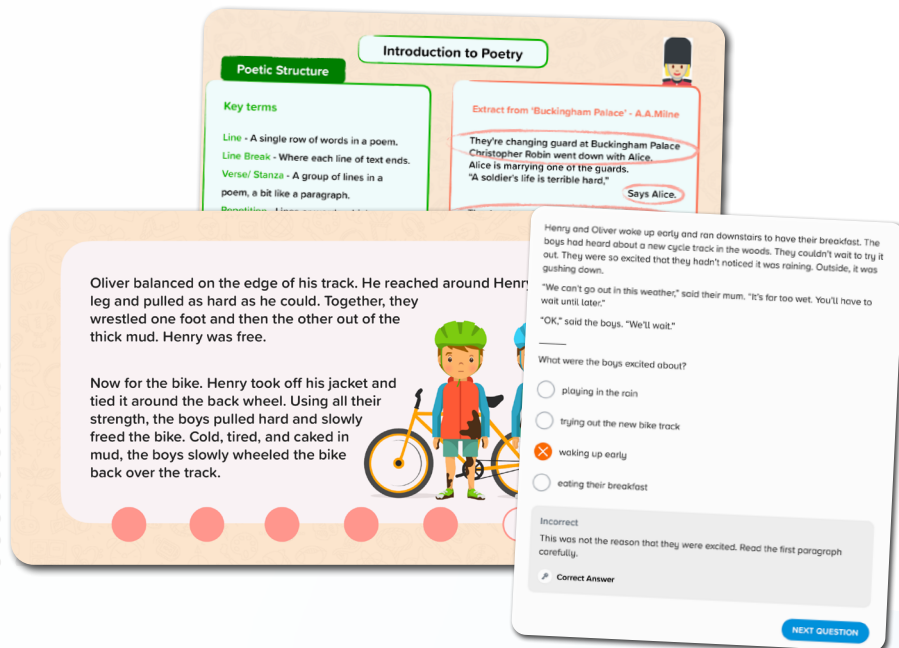 Introduction to Poetry
Poetic Structure
Key terms
Line - A single row of words in a poem.
Line Break - Where each line of text ends.
Verse/ Stanza - A group of lines in a
poem, a bit like a paragraph.
Extract from 'Buckingham Palace' - A.A.Milne
They're changing guard at Buckingham Palace
Christopher Robin went down with Alice.
Alice is marrying one of the guards.
"A soldier's life is terrible hard,"
Says Alice.
Oliver balanced on the edge of his track. He reached around Henry
leg and pulled as hard as he could. Together, they
wrestled one foot and then the other out of the
thick mud. Henry was free.
Now for the bike. Henry took off his jacket and
tied it around the back wheel. Using all their
strength, the boys pulled hard and slowly
freed the bike. Cold, tired, and caked in
mud, the boys slowly wheeled the bike
back over the track.
Henry and Oliver woke up early and ran downstairs to have their breakfast. The
boys had heard about a new cycle track in the woods. They couldn't wait to try it
out. They were so excited that they hadn't noticed it was raining. Outside, it was
gushing down.
"We can't go out in this weather," said their mum. "It's far too wet. You'll have to
wait until later."
"OK," said the boys. "We'll wait."
What were the boys excited about?
playing in the rain
trying out the new bike track
waking up early
eating their breakfast
Incorrect
This was not the reason that they were excited. Read the first paragraph
carefully.
Correct Answer
NEXT QUESTION